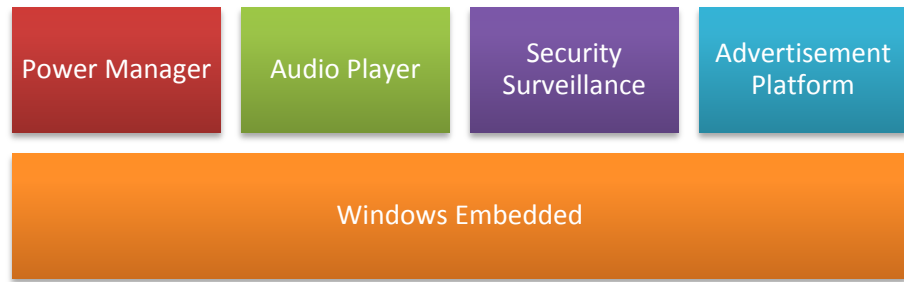 Power Manager
Audio Player
Security
Surveillance
Advertisement
Platform
Windows Embedded